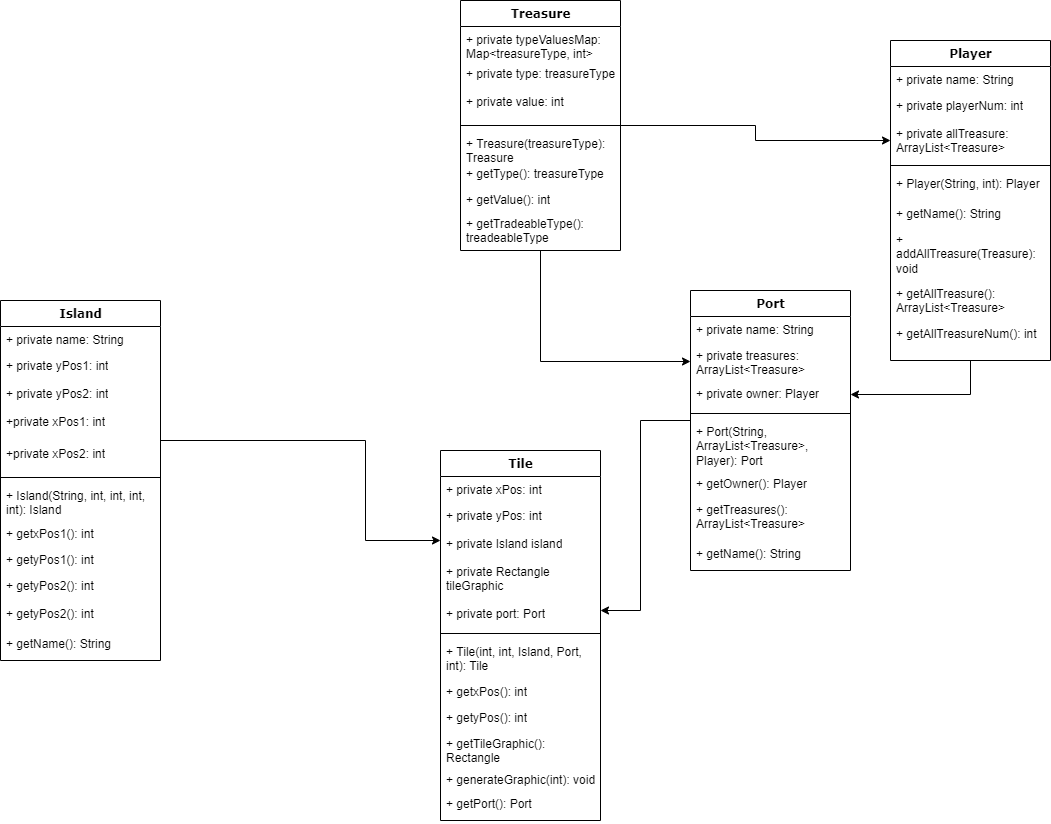 Treasure
+ private typeValuesMap:
Map<treasureType, int>
+ private type: treasureType
+ private value: int
+ Treasure(treasureType):
Treasure
+ getType(): treasureType
+ getValue(): int
+ getTradeableType():
treadeableType
Player
+ private name: String
+ private playerNum: int
+ private allTreasure:
ArrayList<Treasure>
+ Player(String, int): Player
+ getName(): String
+
addAllTreasure(Treasure):
void
+ getAllTreasure():
ArrayList<Treasure>
+ getAllTreasureNum(): int
Island
+ private name: String
+ private yPos1: int
+ private yPos2: int
+private xPos1: int
+private xPos2: int
+ Island(String, int, int, int,
int): Island
+ getxPos1(): int
+ getyPos1(): int
+ getyPos2(): int
+ getyPos2(): int
+ getName(): String
Port
+ private name: String
+ private treasures:
ArrayList<Treasure>
+ private owner: Player
+ Port(String,
ArrayList<Treasure>,
Player): Port
+ getOwner(): Player
+ getTreasures():
ArrayList<Treasure>
+ getName(): String
Tile
+ private xPos: int
+ private yPos: int
+ private Island island
+ private Rectangle
tileGraphic
+ private port: Port
+ Tile(int, int, Island, Port,
int): Tile
+ getxPos(): int
+ getyPos(): int
+ getTileGraphic():
Rectangle
+ generateGraphic(int): void
+ getPort(): Port